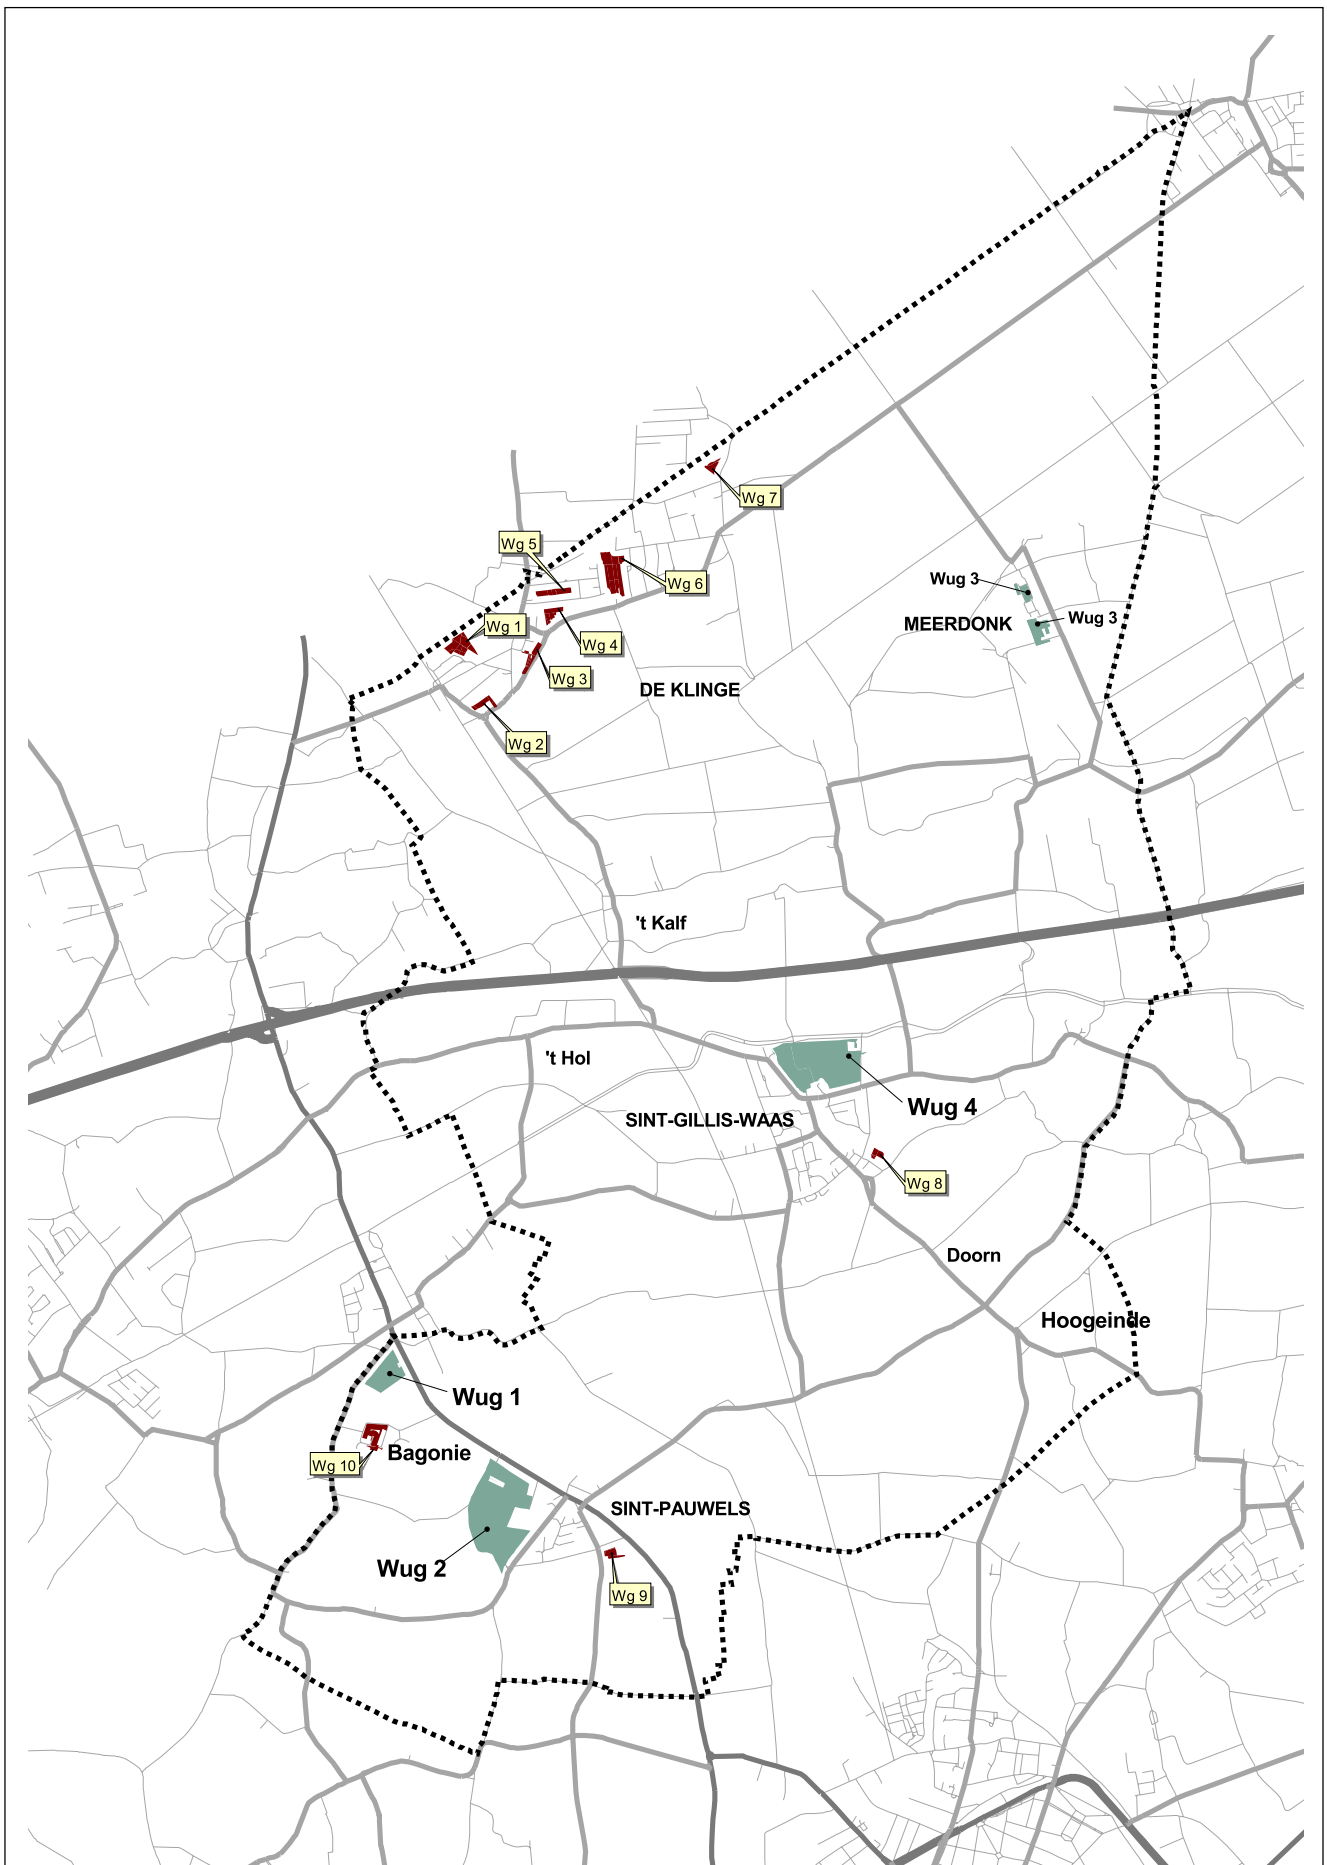 Wg 7
Wg 5
Wg 6
Wug 3
Wug 3
MEERDONK
Wg 1
Wg 4
Wg 3
DE KLINGE
Wg 2
't Kalf
't Hol
SINT-GILLIS-WAAS
Wug 4
Wg 8
Doorn
Hoogeinde
Wug 1
Bagonie
Wg 10
SINT-PAUWELS
Wug 2
Wg 9